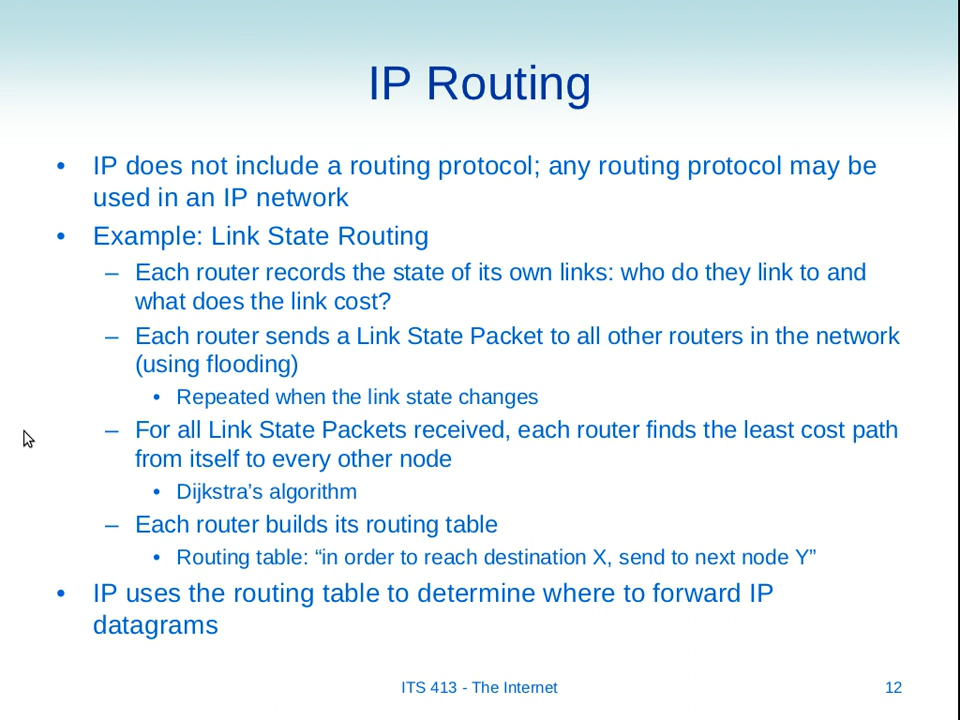 IP Routing
• IP does not include a routing protocol; any routing protocol may be
used in an IP network
• Example: Link State Routing
– Each router records the state of its own links: who do they link to and
what does the link cost?
– Each router sends a Link State Packet to all other routers in the network
(using flooding)
• Repeated when the link state changes
– For all Link State Packets received, each router finds the least cost path
from itself to every other node
• Dijkstra’s algorithm
– Each router builds its routing table
• Routing table: “in order to reach destination X, send to next node Y”
• IP uses the routing table to determine where to forward IP
datagrams
ITS 413 - The Internet
12